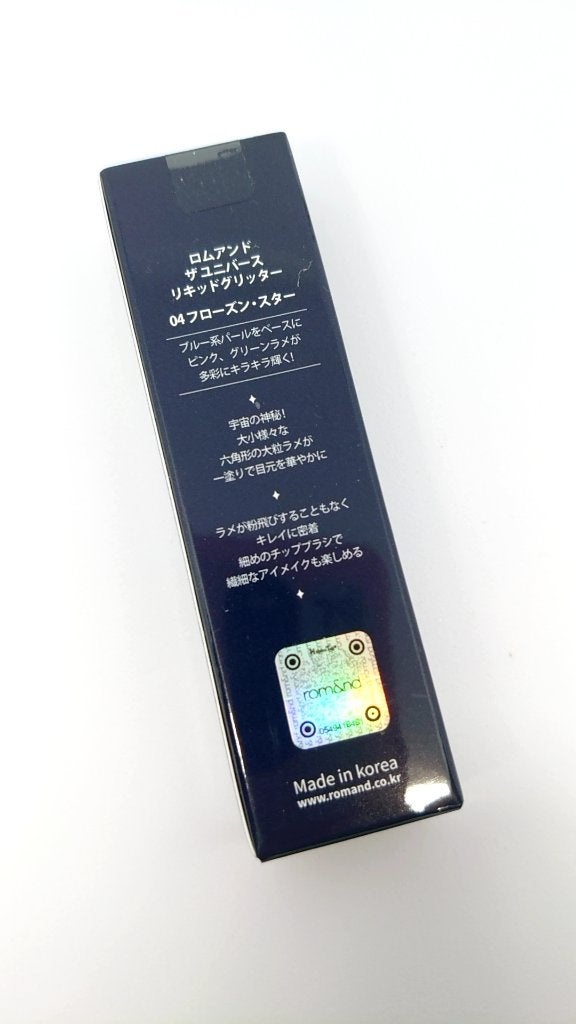 ロムアンド
ザ ユニバース
リキッドグリッター
04 フローズン・スター
ブルー系パールをベースに
ピンク、グリーンラメが
多彩にキラキラ輝く!
宇宙の神秘!
大小様々な
六角形の大粒ラメが
一塗りで目元を華やかに
ラメが粉飛びすることもなく
キレイに密着
細めのチップブラシで
繊細なアイメイクも楽しめる
rom&nd
Made in korea
www.romand.co.kr